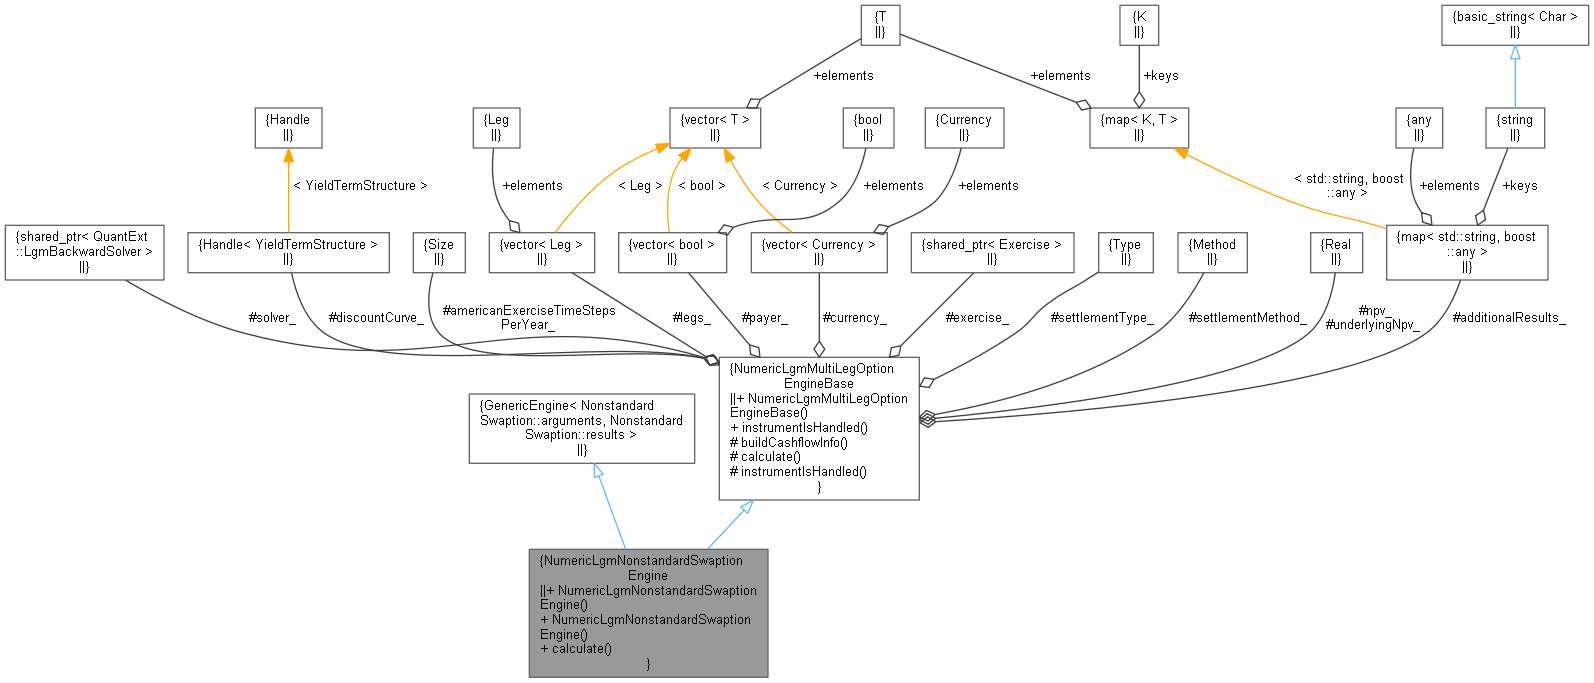 {T
||}
{K
||}
{basic_string< Char >
||}
+elements
+elements
+keys
{Handle
||}
{Leg
||}
{vector< T >
||}
{bool
||}
{Currency
||}
{map< K, T >
||}
{any
||}
{string
||}
< YieldTermStructure >
+elements
< Leg >
< bool >
< Currency >
+elements
+elements
< std::string, boost
::any >
+elements
+keys
{shared_ptr< QuantExt
::LgmBackwardSolver >
||}
{Handle< YieldTermStructure >
||}
{Size
||}
{vector< Leg >
||}
{vector< bool >
||}
{vector< Currency >
||}
{shared_ptr< Exercise >
||}
{Type
||}
{Method
||}
{Real
||}
{map< std::string, boost
::any >
||}
#solver_
#discountCurve_
#americanExerciseTimeSteps
PerYear_
#legs_
#payer_
#currency_
#exercise_
#settlementType_
#settlementMethod_
#npv_
#underlyingNpv_
#additionalResults_
{GenericEngine< Nonstandard
Swaption::arguments, Nonstandard
Swaption::results >
||}
{NumericLgmMultiLegOption
EngineBase
||+ NumericLgmMultiLegOption
EngineBase()
+ instrumentIsHandled()
# buildCashflowInfo()
# calculate()
# instrumentIsHandled()
}
{NumericLgmNonstandardSwaption
Engine
||+ NumericLgmNonstandardSwaption
Engine()
+ NumericLgmNonstandardSwaption
Engine()
+ calculate()
}